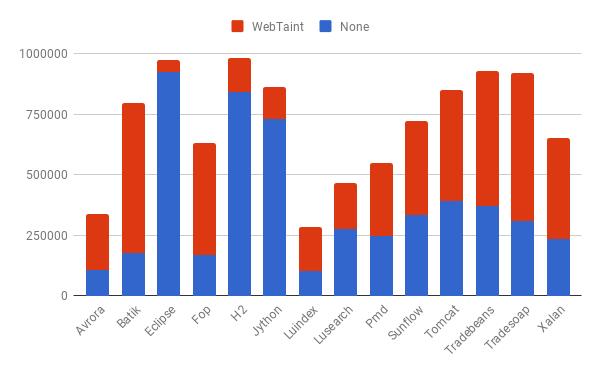 WebTaint None
1000000
750000
500000
250000
0
Avrora Batik Eclipse Fop H2 Jython Luindex Lusearch Pmd Sunflow Tomcat Tradebeans Tradesoap Xalan